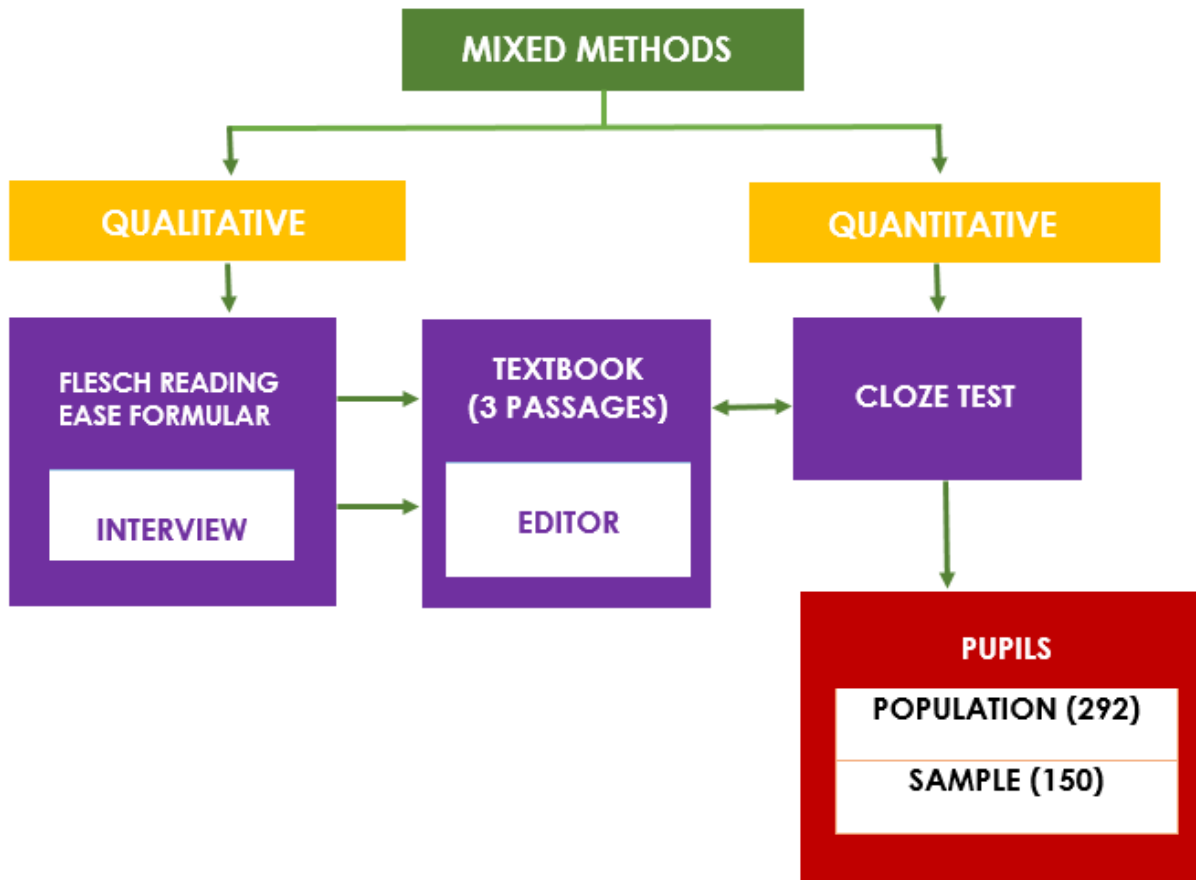 MIXED METHODS
QUALITATIVE
QUANTITATIVE
FLESCH READING
EASE FORMULAR
INTERVIEW
TEXTBOOK
(3 PASSAGES)
EDITOR
CLOZE TEST
PUPILS
POPULATION (292)
SAMPLE (150)